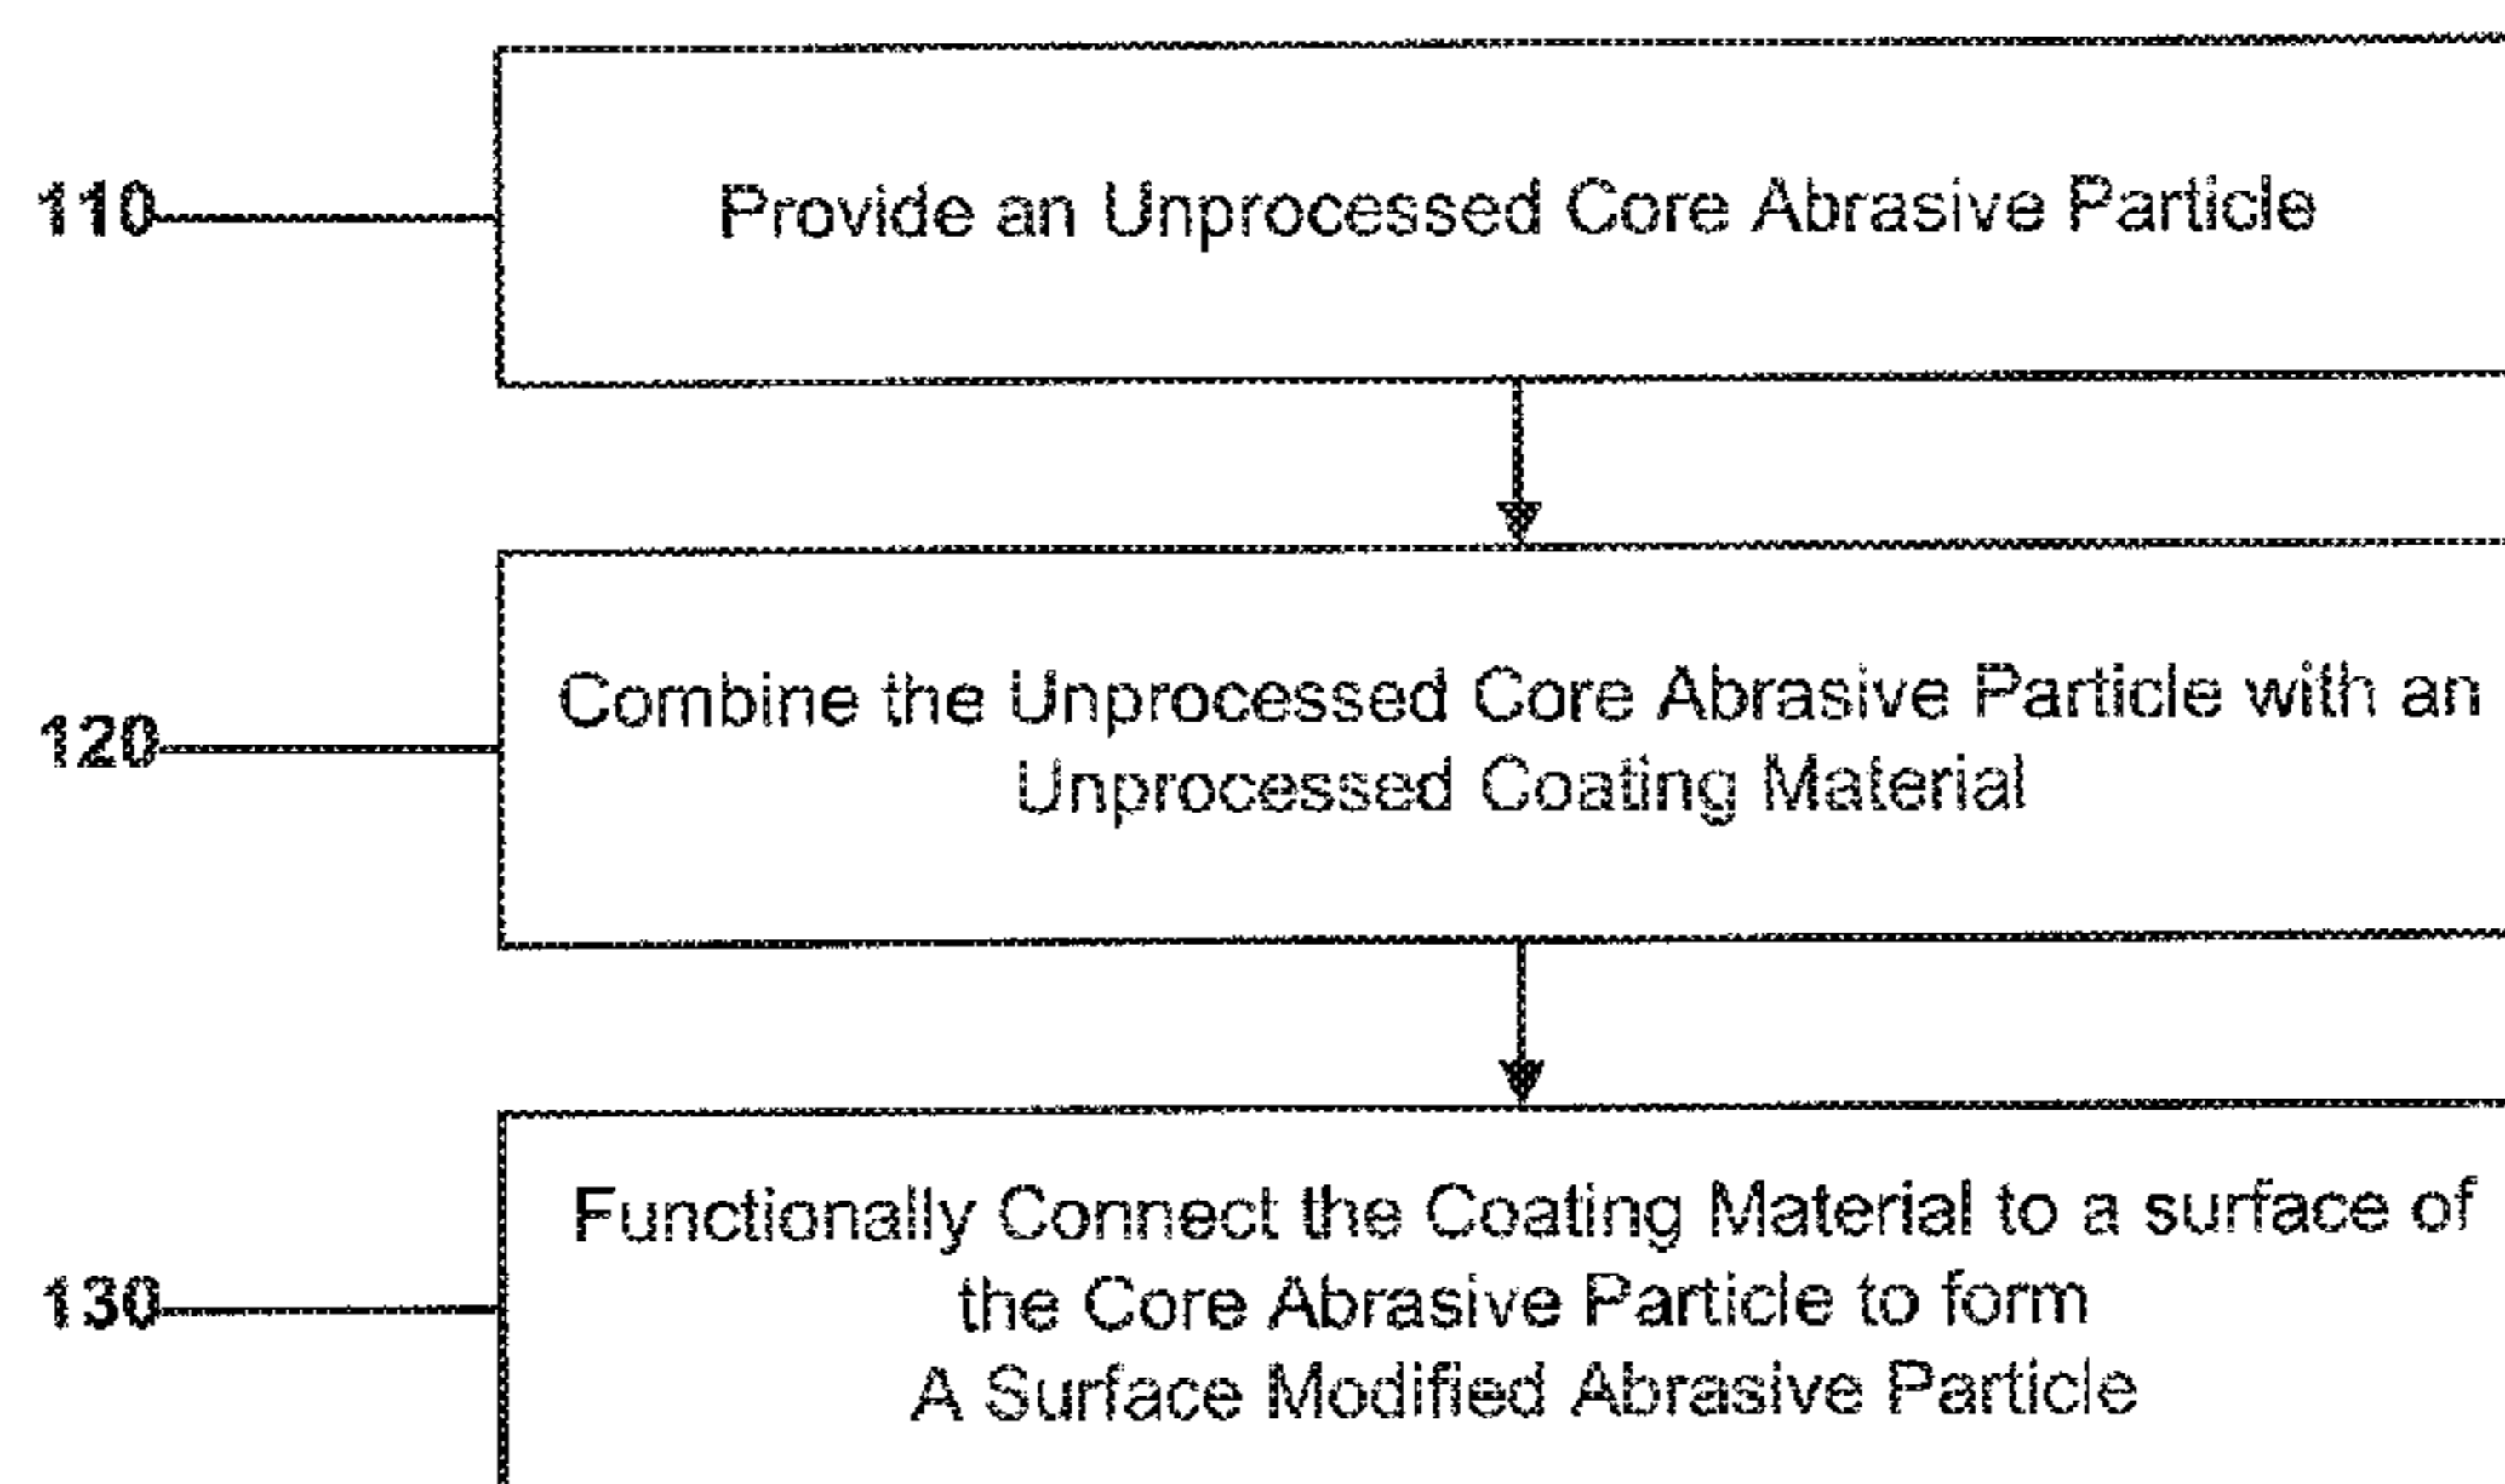 110
Provide an Unprocessed Core Abrasive Particle
120
Combine the Unprocessed Core Abrasive Particle with an
Unprocessed Coating Material
130
Functionally Connect the Coating Material to a surface of
the Core Abrasive Particle to form
A Surface Modified Abrasive Particle